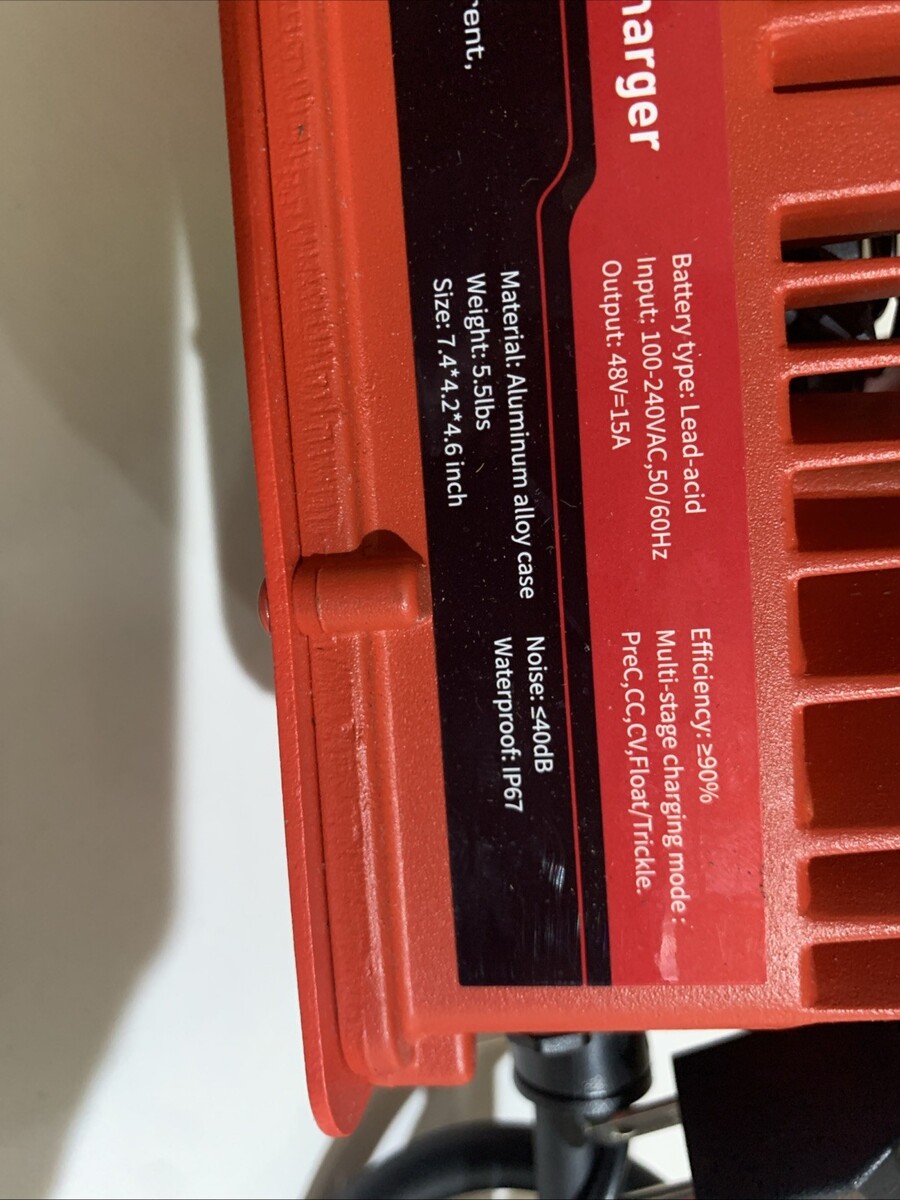 harger
Battery type: Lead-acid
Input: 100-240VAC,50/60Hz
Output: 48V=15A
Efficiency: ≥90%
Multi-stage charging mode :
PreC,CC,CV,Float/Trickle.
rent,
Material: Aluminum alloy case
Weight: 5.5lbs
Size: 7.4*4.2*4.6 inch
Noise: ≤40dB
Waterproof: IP67